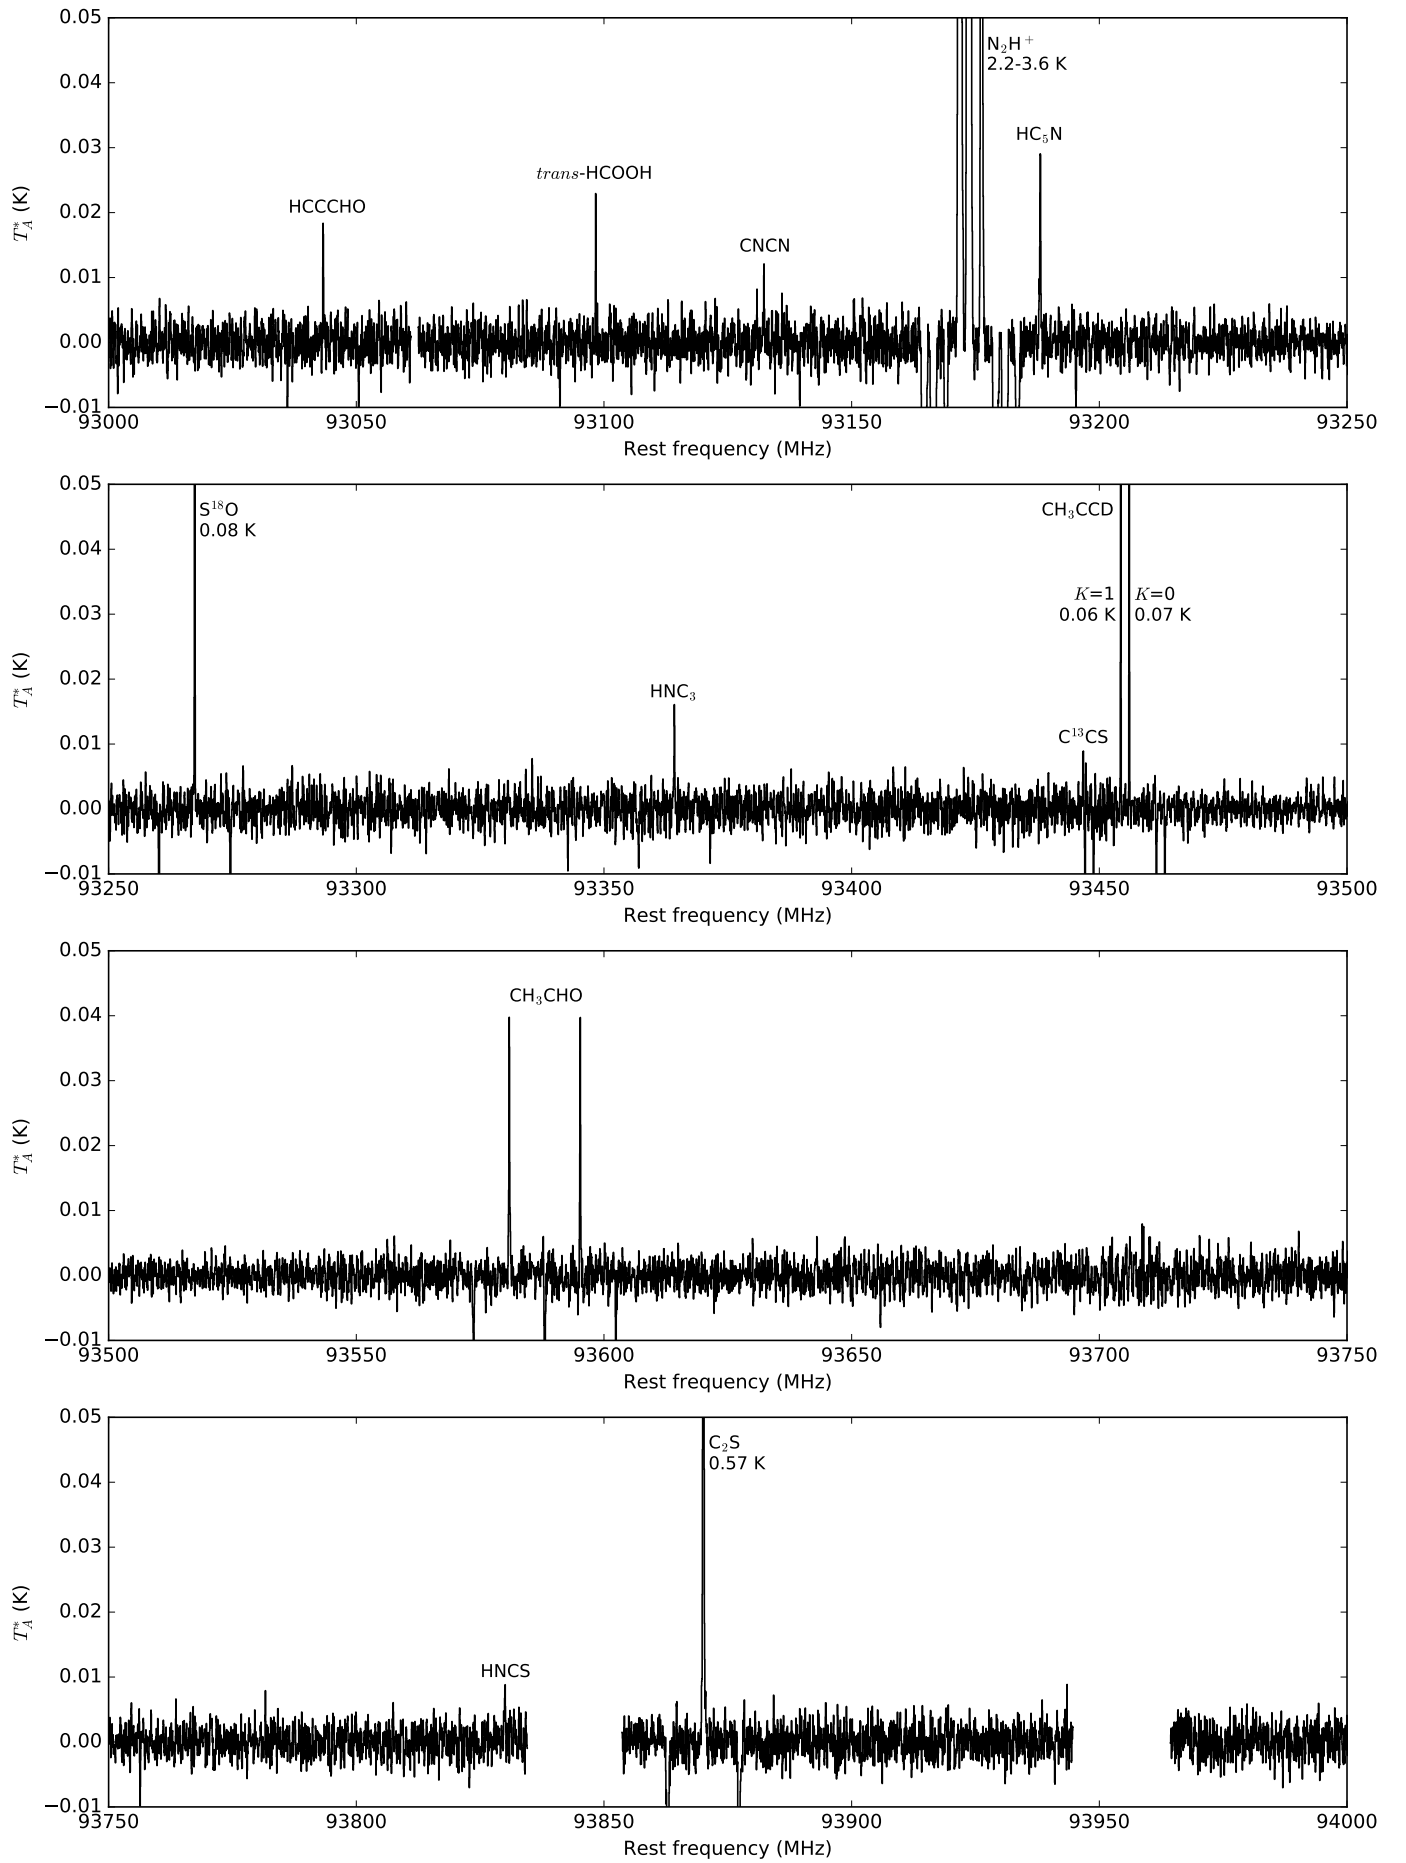 0.05
0.04
0.03
0.02
0.01
0.00
−0.01
T*A (K)
N2H+
2.2-3.6 K
HC5N
trans-HCOOH
HCCCHO
CNCN
93000 93050 93100 93150 93200 93250
Rest frequency (MHz)
0.05
0.04
0.03
0.02
0.01
0.00
−0.01
T*A (K)
S18O
0.08 K
CH3CCD
K=1
0.06 K
K=0
0.07 K
HNC3
C13CS
93250 93300 93350 93400 93450 93500
Rest frequency (MHz)
0.05
0.04
0.03
0.02
0.01
0.00
−0.01
T*A (K)
CH3CHO
93500 93550 93600 93650 93700 93750
Rest frequency (MHz)
0.05
0.04
0.03
0.02
0.01
0.00
−0.01
T*A (K)
C2S
0.57 K
HNCS
93750 93800 93850 93900 93950 94000
Rest frequency (MHz)